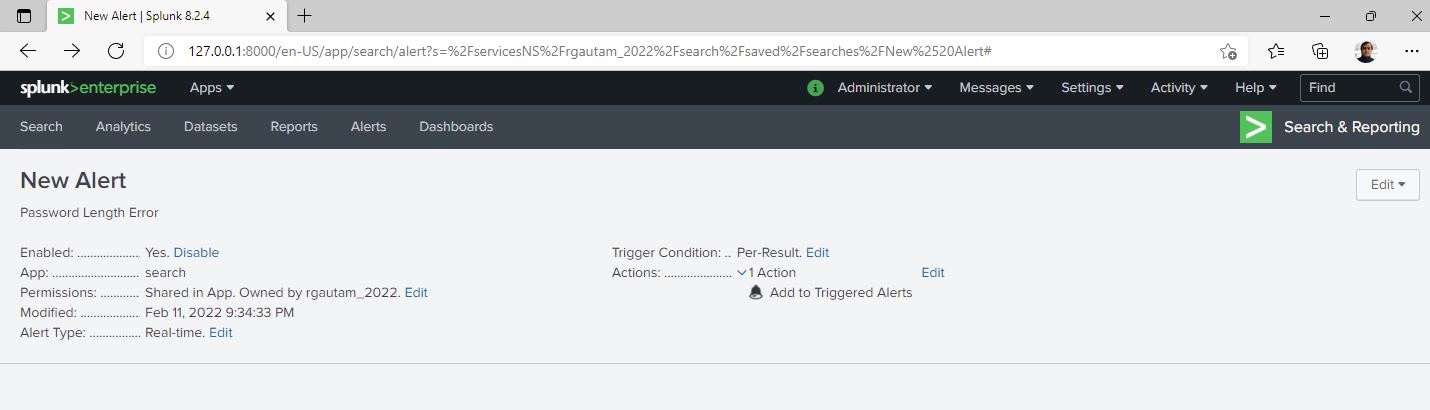 New Alert | Splunk 8.2.4
127.0.0.1:8000/en-US/app/search/alert?s=%2FservicesNS%2Frgautam_2022%2Fsearch%2Fsaved%2Fsearches%2FNew%2520Alert#
splunk>enterprise Apps Administrator Messages Settings Activity Help Find
Search Analytics Datasets Reports Alerts Dashboards Search & Reporting
New Alert
Edit
Password Length Error
Enabled: .................... Yes. Disable
App: ........................... search
Permissions: ............ Shared in App. Owned by rgautam_2022. Edit
Modified: ................... Feb 11, 2022 9:34:33 PM
Alert Type: ................ Real-time. Edit
Trigger Condition: .. Per-Result. Edit
Actions: ..................... 1 Action Edit
Add to Triggered Alerts